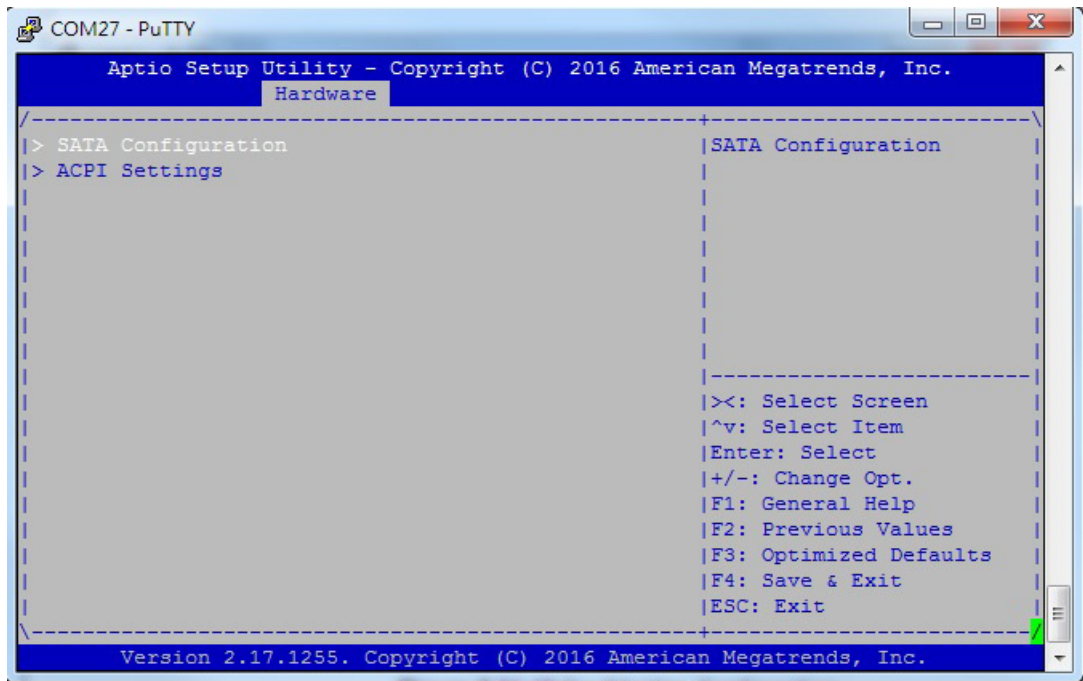 COM27 - PuTTY
Aptio Setup Utility - Copyright (C) 2016 American Megatrends, Inc.
Hardware
> SATA Configuration
> ACPI Settings
SATA Configuration
><: Select Screen
^v: Select Item
Enter: Select
+/-: Change Opt.
F1: General Help
F2: Previous Values
F3: Optimized Defaults
F4: Save & Exit
ESC: Exit
Version 2.17.1255. Copyright (C) 2016 American Megatrends, Inc.